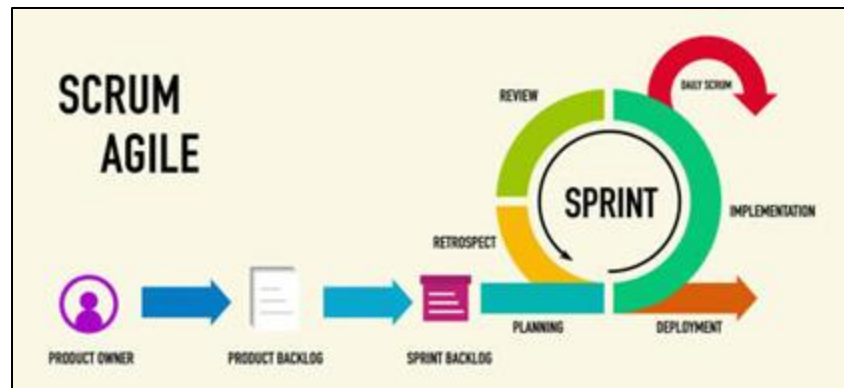 SCRUM
AGILE
REVIEW
DAILY SCRUM
SPRINT
IMPLEMENTATION
RETROSPECT
PLANNING
DEPLOYMENT
PRODUCT OWNER
PRODUCT BACKLOG
SPRINT BACKLOG